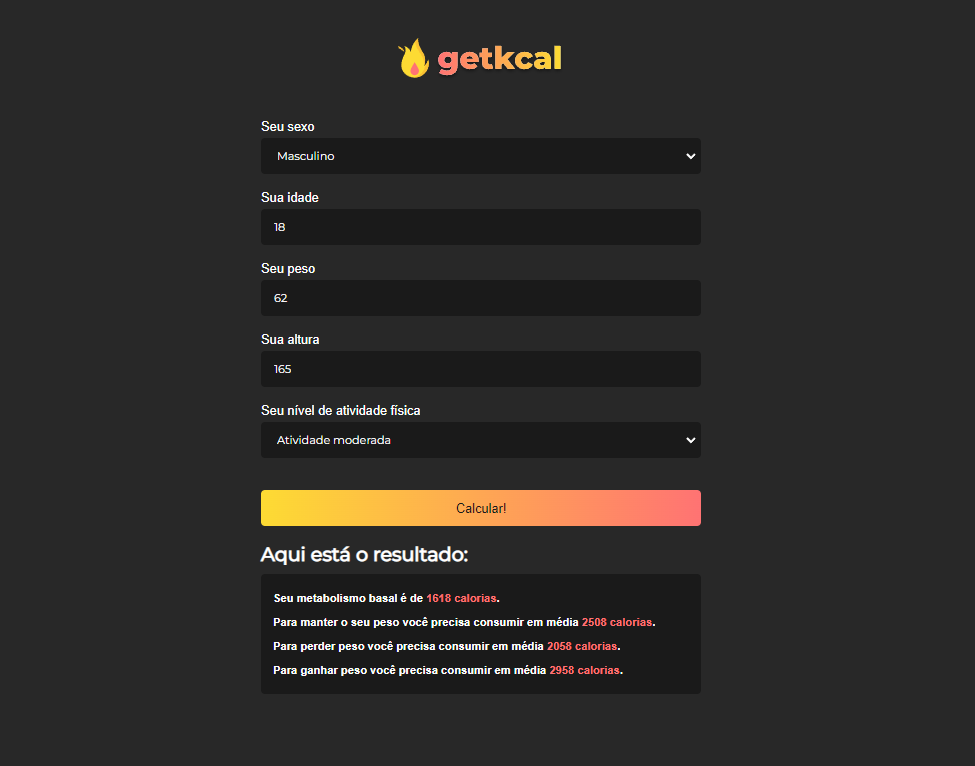 getkcal
Seu sexo
Masculino
Sua idade
18
Seu peso
62
Sua altura
165
Seu nível de atividade física
Atividade moderada
Calcular!
Aqui está o resultado:
Seu metabolismo basal é de 1618 calorias.
Para manter o seu peso você precisa consumir em média 2508 calorias.
Para perder peso você precisa consumir em média 2058 calorias.
Para ganhar peso você precisa consumir em média 2958 calorias.